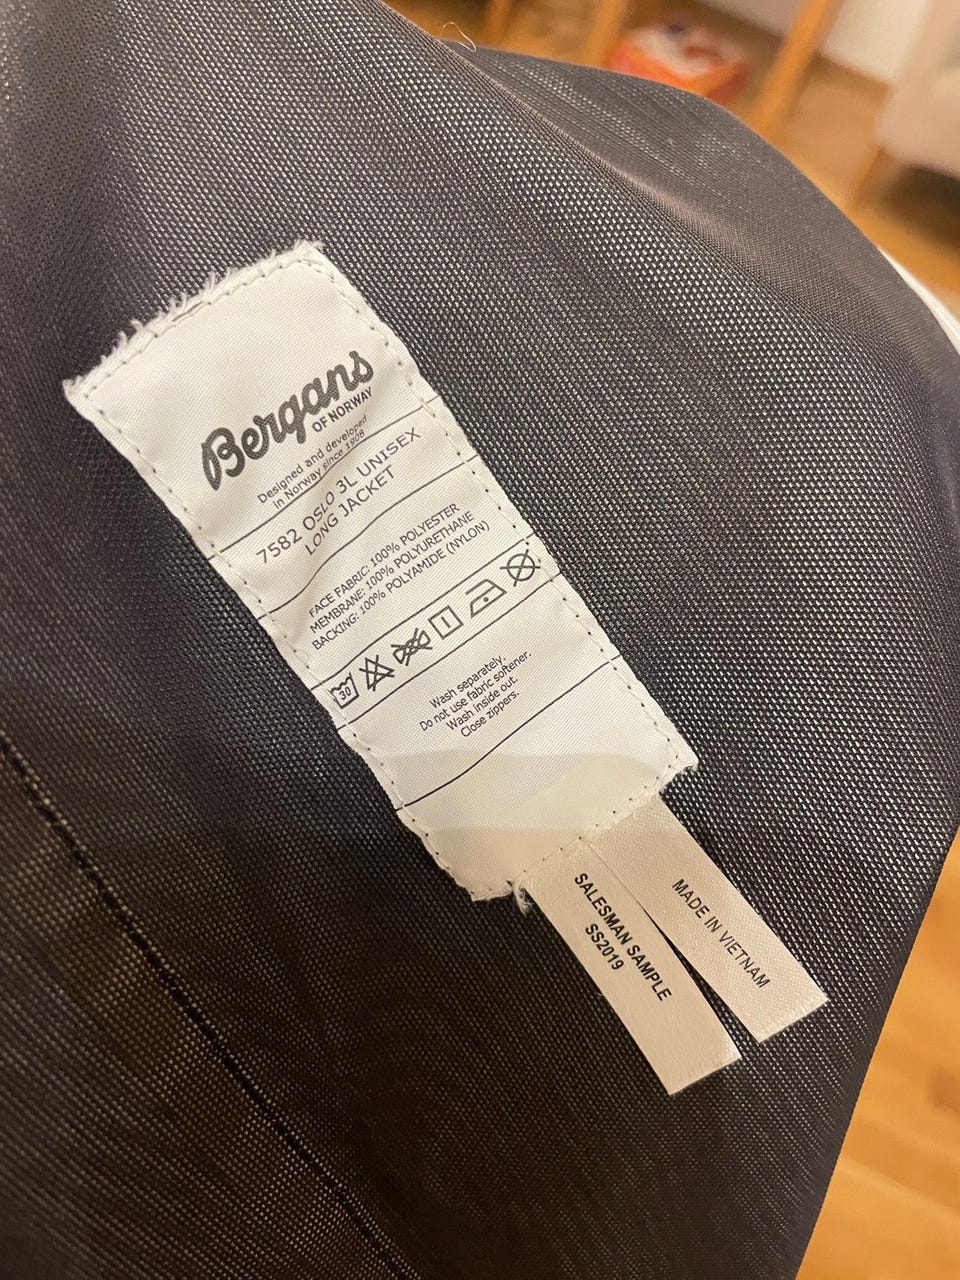 Bergans
OF NORWAY
Designed and developed
in Norway since 1908
7582 OSLO 3L UNISEX
LONG JACKET
FACE FABRIC: 100% POLYESTER
MEMBRANE: 100% POLYURETHANE
BACKING: 100% POLYAMIDE (NYLON)
30
Wash separately.
Do not use fabric softener.
Wash inside out.
Close zippers.
SALESMAN SAMPLE
SS2019
MADE IN VIETNAM